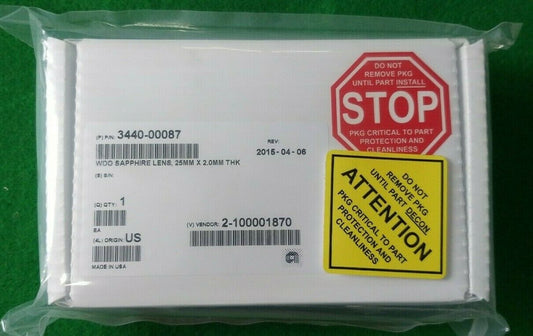 (P) P/N: 3440-00087
REV:
2015-04-06
WDO SAPPHIRE LENS, 25MM X 2.0MM THK
(S) S/N:
(Q) QTY: 1
EA
(V) VENDOR: 2-100001870
(4L) ORIGIN: US
MADE IN USA
DO NOT
REMOVE PKG
UNTIL PART INSTALL
STOP
PKG CRITICAL TO PART
PROTECTION AND
CLEANLINESS
DO NOT
REMOVE PKG
UNTIL PART DECON
ATTENTION
PKG CRITICAL TO PART
PROTECTION AND
CLEANLINESS